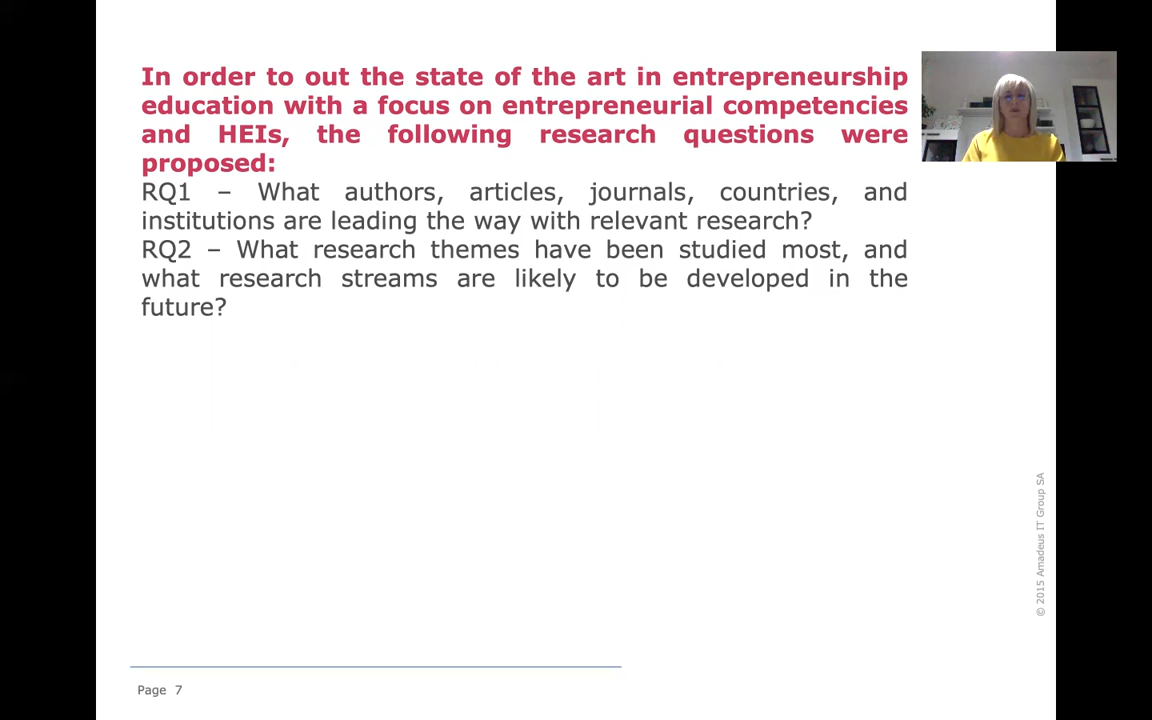 In order to out the state of the art in entrepreneurship
education with a focus on entrepreneurial competencies
and HEIs, the following research questions were
proposed:
RQ1 – What authors, articles, journals, countries, and
institutions are leading the way with relevant research?
RQ2 – What research themes have been studied most, and
what research streams are likely to be developed in the
future?
© 2015 Amadeus IT Group SA
Page 7